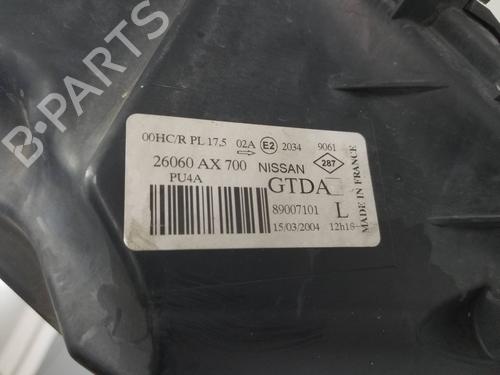 00HC/R PL 17,5 02A E2 2034 9061
26060 AX 700 NISSAN 287
PU4A GTDA
89007101 L
15/03/2004 12h18
MADE IN FRANCE
B-PARTS